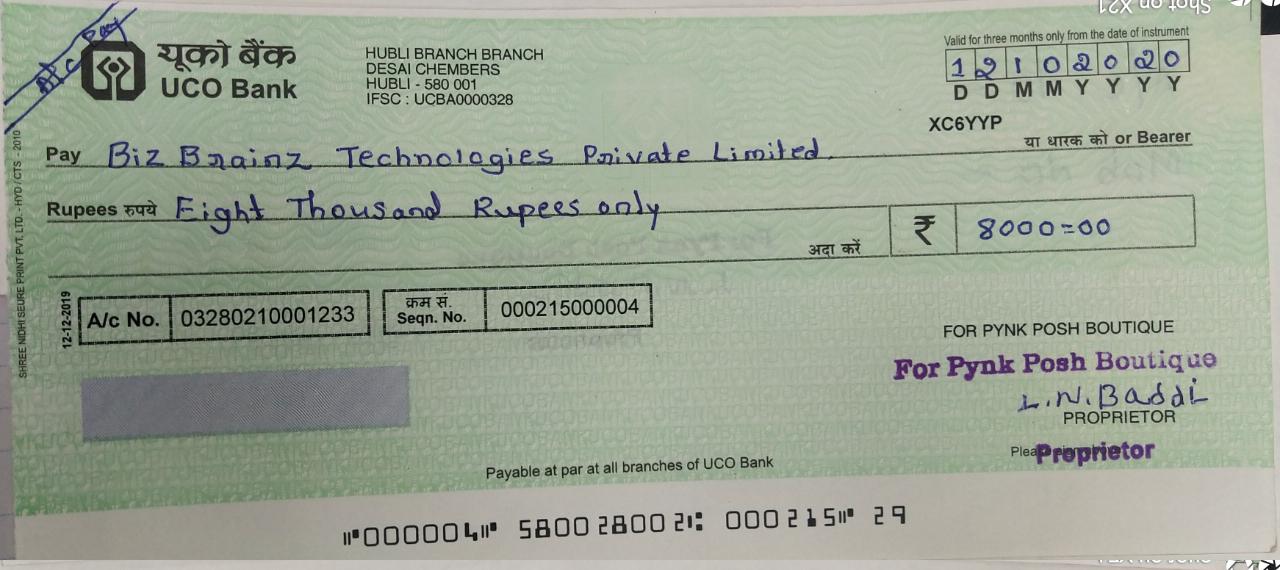 A/c Pay
यूको बैंक
UCO Bank
HUBLI BRANCH BRANCH
DESAI CHEMBERS
HUBLI - 580 001
IFSC : UCBA0000328
Valid for three months only from the date of instrument
1 2 1 0 2 0 2 0
D D M M Y Y Y Y
XC6YYP
या धारक को or Bearer
Pay Biz Brainz Technologies Private Limited.
Rupees रुपये Eight Thousand Rupees only
अदा करें
₹ 8000=00
SHREE NIDHI SEURE PRINT PVT. LTD. - HYD / CTS - 2010
12-12-2019
A/c No. 03280210001233
क्रम सं.
Seqn. No. 000215000004
FOR PYNK POSH BOUTIQUE
For Pynk Posh Boutique
L.N.Baddi
PROPRIETOR
Proprietor
Payable at par at all branches of UCO Bank
⑈000004⑈ 580028002⑆ 000215⑈ 29
Shot on X21